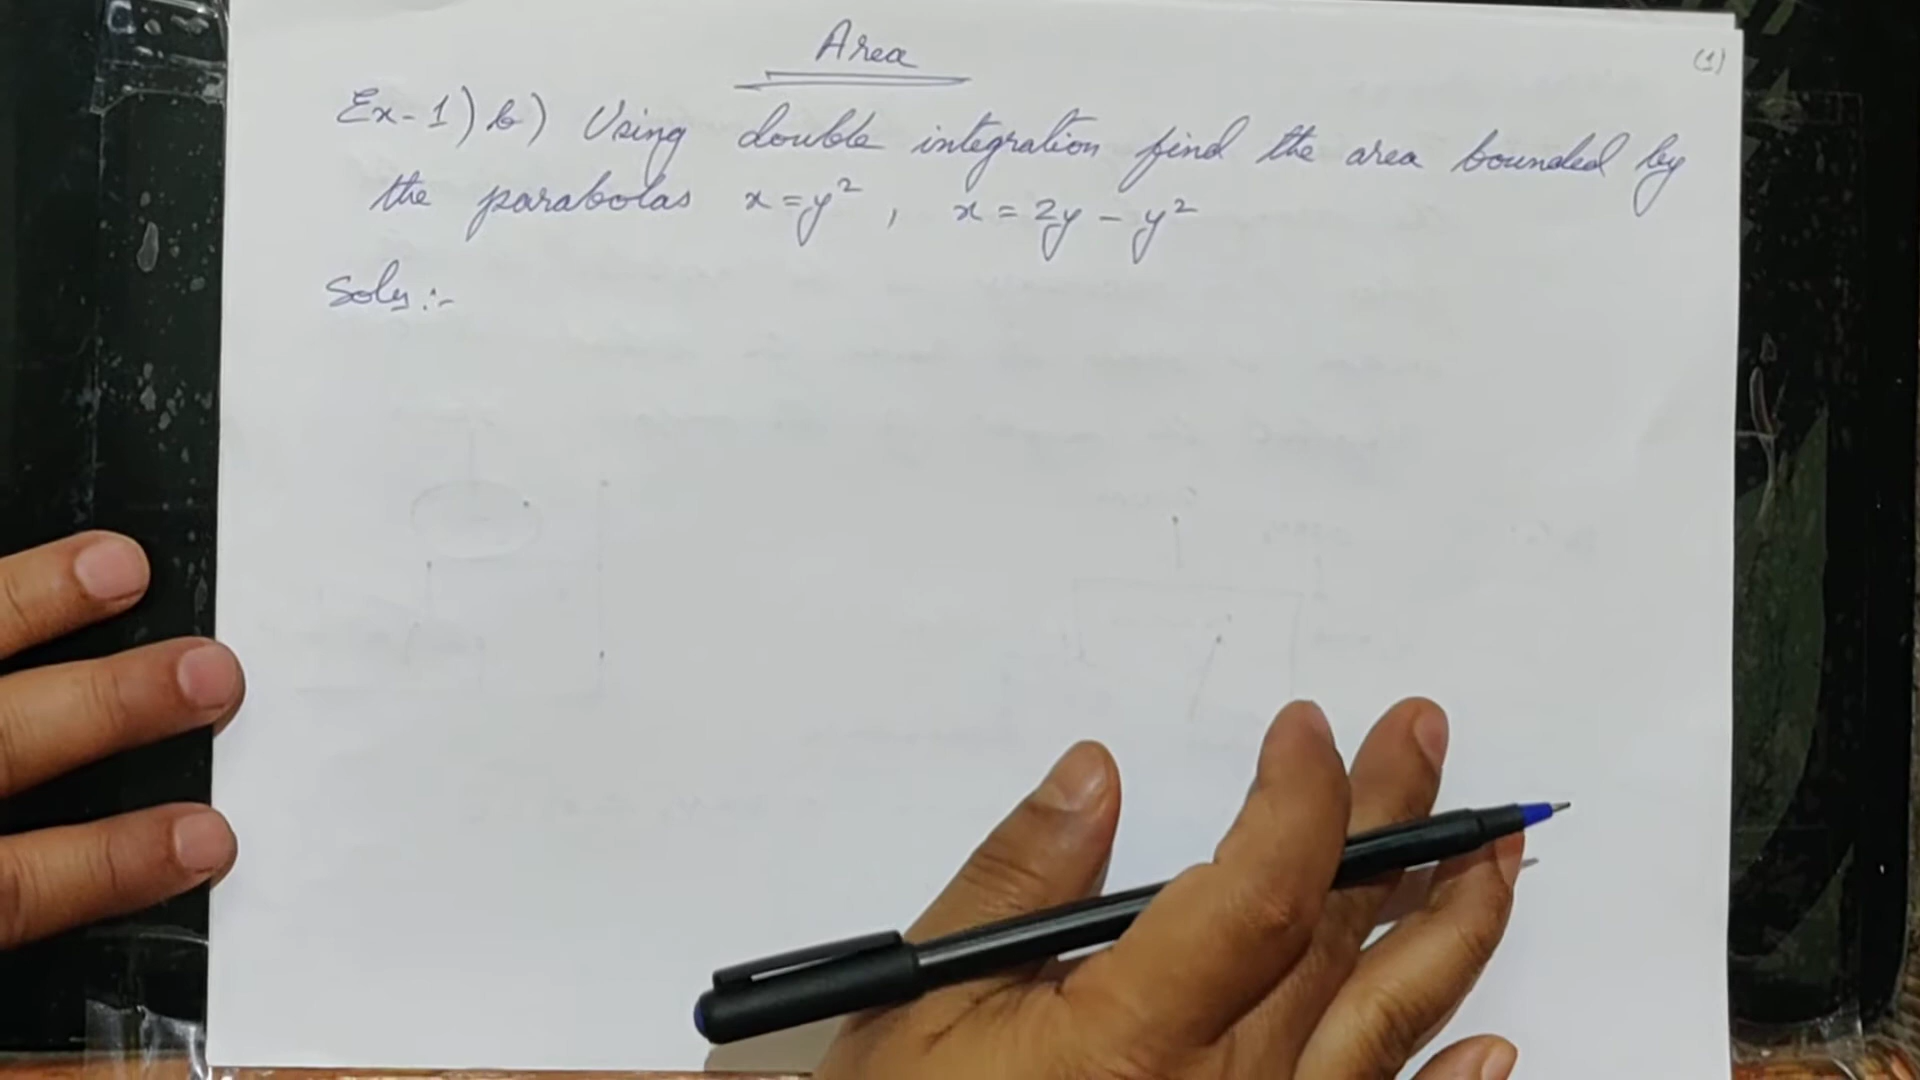 Area
(1)
Ex-1) b) Using double integration find the area bounded by
the parabolas x = y², x = 2y - y²
Soln :-